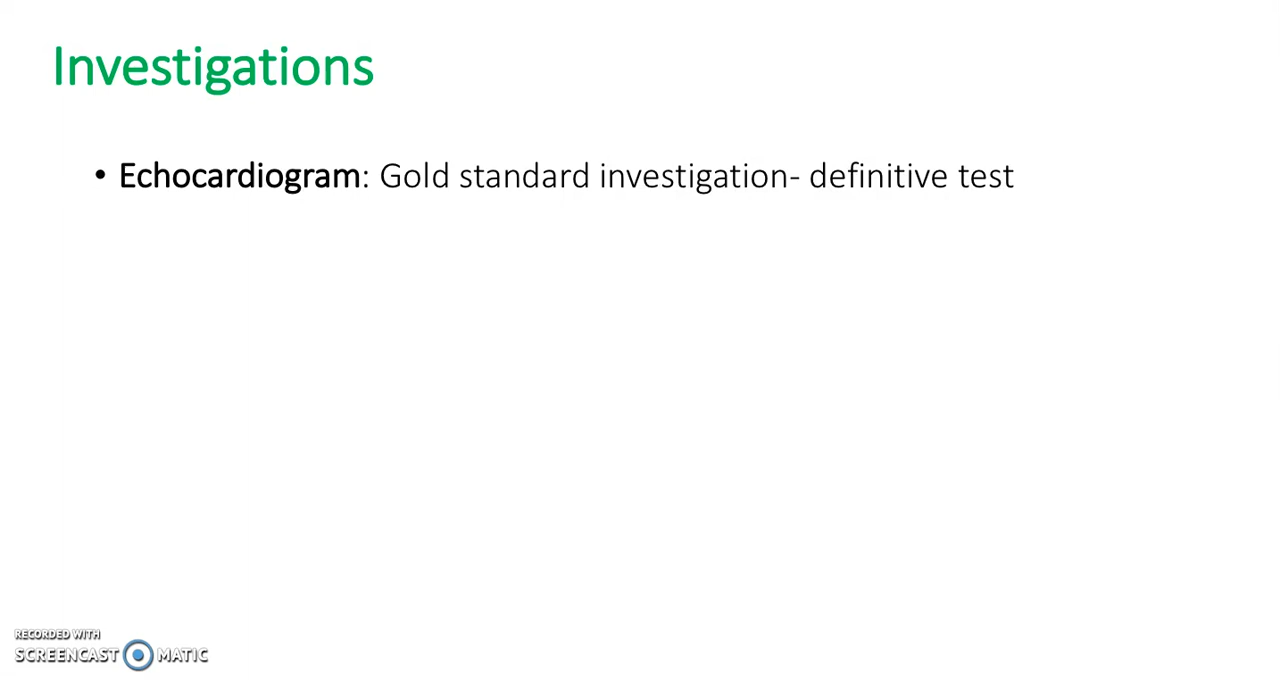 Investigations
• Echocardiogram: Gold standard investigation- definitive test
RECORDED WITH
SCREENCAST MATIC